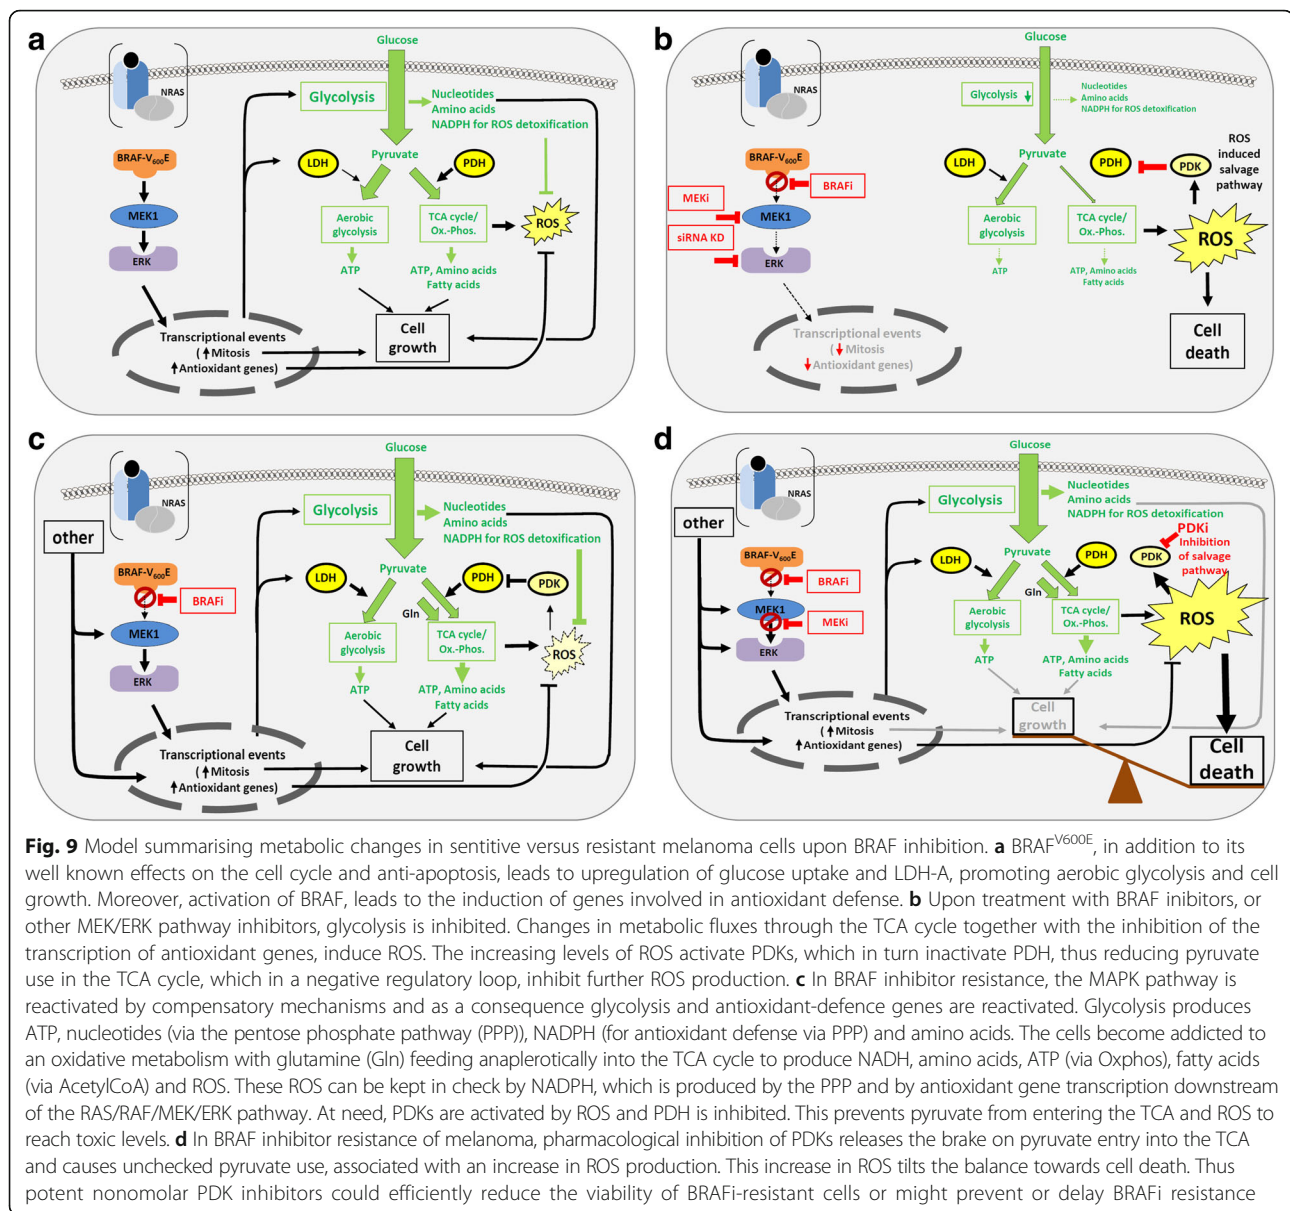 a
Glucose
NRAS
Glycolysis
Nucleotides
Amino acids
NADPH for ROS detoxification
BRAF-V600E
LDH
Pyruvate
PDH
MEK1
Aerobic
glycolysis
TCA cycle/
Ox.-Phos.
ROS
ERK
ATP
ATP, Amino acids
Fatty acids
Transcriptional events
(↑Mitosis
↑Antioxidant genes)
Cell
growth
b
Glucose
NRAS
Glycolysis ↓
Nucleotides
Amino acids
NADPH for ROS detoxification
BRAF-V600E
BRAFi
MEKi
MEK1
siRNA KD
ERK
LDH
Pyruvate
PDH
PDK
ROS
induced
salvage
pathway
Aerobic
glycolysis
TCA cycle/
Ox.-Phos.
ROS
ATP
ATP, Amino acids
Fatty acids
Transcriptional events
(↓Mitosis
↓Antioxidant genes)
Cell
death
c
Glucose
NRAS
other
Glycolysis
Nucleotides
Amino acids
NADPH for ROS detoxification
BRAF-V600E
BRAFi
LDH
Pyruvate
PDH
PDK
Gln
MEK1
Aerobic
glycolysis
TCA cycle/
Ox.-Phos.
ROS
ERK
ATP
ATP, Amino acids
Fatty acids
Transcriptional events
(↑Mitosis
↑Antioxidant genes)
Cell
growth
d
Glucose
NRAS
other
Glycolysis
Nucleotides
Amino acids
NADPH for ROS detoxification
PDKi
Inhibition
of salvage
pathway
BRAF-V600E
BRAFi
LDH
Pyruvate
PDH
PDK
Gln
MEK1
MEKi
Aerobic
glycolysis
TCA cycle/
Ox.-Phos.
ROS
ERK
ATP
ATP, Amino acids
Fatty acids
Transcriptional events
(↑Mitosis
↑Antioxidant genes)
Cell
growth
Cell
death
Fig. 9 Model summarising metabolic changes in sentitive versus resistant melanoma cells upon BRAF inhibition. a BRAFV600E, in addition to its
well known effects on the cell cycle and anti-apoptosis, leads to upregulation of glucose uptake and LDH-A, promoting aerobic glycolysis and cell
growth. Moreover, activation of BRAF, leads to the induction of genes involved in antioxidant defense. b Upon treatment with BRAF inibitors, or
other MEK/ERK pathway inhibitors, glycolysis is inhibited. Changes in metabolic fluxes through the TCA cycle together with the inhibition of the
transcription of antioxidant genes, induce ROS. The increasing levels of ROS activate PDKs, which in turn inactivate PDH, thus reducing pyruvate
use in the TCA cycle, which in a negative regulatory loop, inhibit further ROS production. c In BRAF inhibitor resistance, the MAPK pathway is
reactivated by compensatory mechanisms and as a consequence glycolysis and antioxidant-defence genes are reactivated. Glycolysis produces
ATP, nucleotides (via the pentose phosphate pathway (PPP)), NADPH (for antioxidant defense via PPP) and amino acids. The cells become addicted to
an oxidative metabolism with glutamine (Gln) feeding anaplerotically into the TCA cycle to produce NADH, amino acids, ATP (via Oxphos), fatty acids
(via AcetylCoA) and ROS. These ROS can be kept in check by NADPH, which is produced by the PPP and by antioxidant gene transcription downstream
of the RAS/RAF/MEK/ERK pathway. At need, PDKs are activated by ROS and PDH is inhibited. This prevents pyruvate from entering the TCA and ROS to
reach toxic levels. d In BRAF inhibitor resistance of melanoma, pharmacological inhibition of PDKs releases the brake on pyruvate entry into the TCA
and causes unchecked pyruvate use, associated with an increase in ROS production. This increase in ROS tilts the balance towards cell death. Thus
potent nonomolar PDK inhibitors could efficiently reduce the viability of BRAFi-resistant cells or might prevent or delay BRAFi resistance